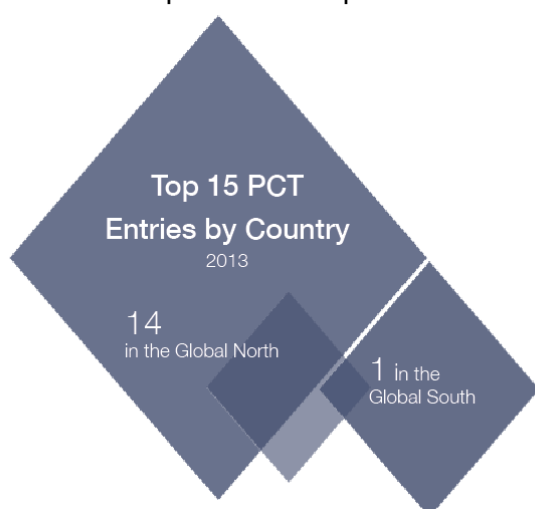 Top 15 PCT
Entries by Country
2013
14
in the Global North
1 in the
Global South